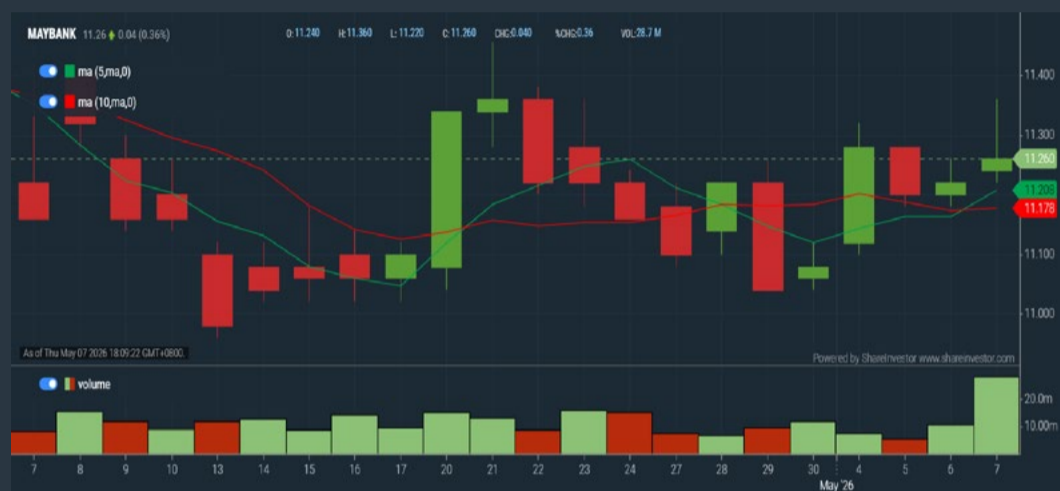 MAYBANK 11.26 0.04 (0.36%) O: 11.240 H: 11.360 L: 11.220 C: 11.260 CHG:0.040 %CHG:0.36 VOL:28.7 M
ma (5,ma,0)
ma (10,ma,0)
11.400
11.300
11.260
11.208
11.178
11.100
11.000
As of Thu May 07 2026 18:09:22 GMT+0800.
Powered by ShareInvestor www.shareinvestor.com
volume
20.0m
10.00m
7 8 9 10 13 14 15 16 17 20 21 22 23 24 27 28 29 30 4 5 6 7
May '26